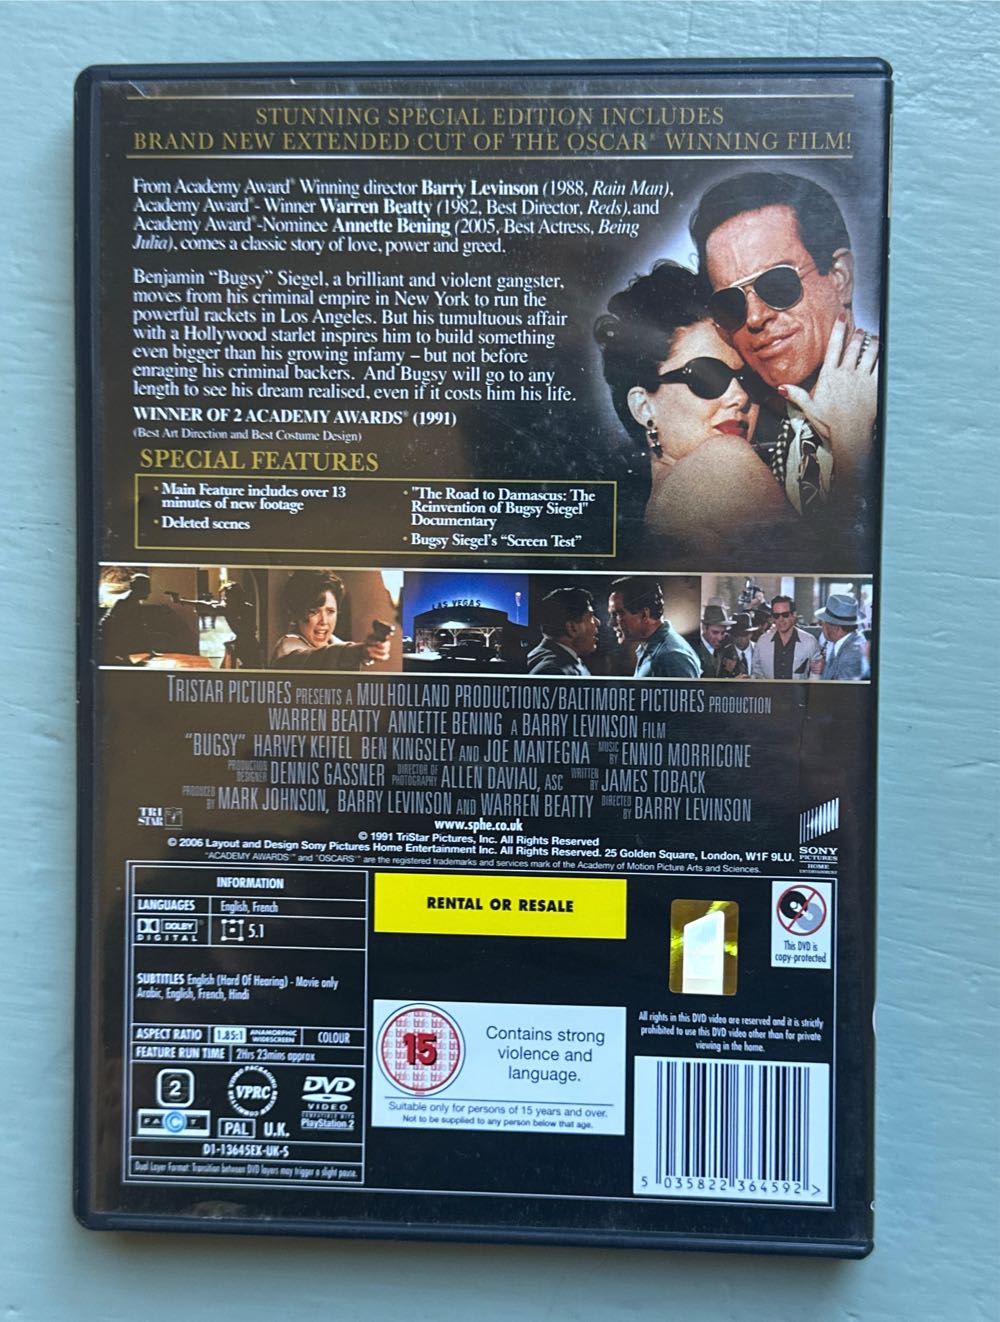 STUNNING SPECIAL EDITION INCLUDES
BRAND NEW EXTENDED CUT OF THE OSCAR® WINNING FILM!
From Academy Award® Winning director Barry Levinson (1988, Rain Man),
Academy Award®- Winner Warren Beatty (1982, Best Director, Reds),and
Academy Award®-Nominee Annette Bening (2005, Best Actress, Being
Julia), comes a classic story of love, power and greed.
Benjamin “Bugsy” Siegel, a brilliant and violent gangster,
moves from his criminal empire in New York to run the
powerful rackets in Los Angeles. But his tumultuous affair
with a Hollywood starlet inspires him to build something
even bigger than his growing infamy – but not before
enraging his criminal backers. And Bugsy will go to any
length to see his dream realised, even if it costs him his life.
WINNER OF 2 ACADEMY AWARDS® (1991)
(Best Art Direction and Best Costume Design)
SPECIAL FEATURES
• Main Feature includes over 13
minutes of new footage
• Deleted scenes
• "The Road to Damascus: The
Reinvention of Bugsy Siegel"
Documentary
• Bugsy Siegel's “Screen Test”
LAS VEGAS
TRISTAR PICTURES PRESENTS A MULHOLLAND PRODUCTIONS/BALTIMORE PICTURES PRODUCTION
WARREN BEATTY ANNETTE BENING A BARRY LEVINSON FILM
“BUGSY” HARVEY KEITEL BEN KINGSLEY AND JOE MANTEGNA MUSIC BY ENNIO MORRICONE
PRODUCTION DESIGNER DENNIS GASSNER DIRECTOR OF PHOTOGRAPHY ALLEN DAVIAU, ASC WRITTEN BY JAMES TOBACK
PRODUCED BY MARK JOHNSON, BARRY LEVINSON AND WARREN BEATTY DIRECTED BY BARRY LEVINSON
TRI
STAR
www.sphe.co.uk
© 1991 TriStar Pictures, Inc. All Rights Reserved
© 2006 Layout and Design Sony Pictures Home Entertainment Inc. All Rights Reserved. 25 Golden Square, London, W1F 9LU.
"ACADEMY AWARDS®" and "OSCARS®" are the registered trademarks and services mark of the Academy of Motion Picture Arts and Sciences.
SONY
PICTURES
HOME
ENTERTAINMENT
INFORMATION
LANGUAGES English, French
DOLBY
DIGITAL
5.1
SUBTITLES English (Hard Of Hearing) - Movie only
Arabic, English, French, Hindi
ASPECT RATIO 1.85:1 ANAMORPHIC WIDESCREEN COLOUR
FEATURE RUN TIME 2Hrs 23mins approx
2
VIDEO PACKAGING REVIEW COMMITTEE
VPRC
DVD
VIDEO
COMPATIBLE WITH
PlayStation.2
FACT
PAL U.K.
D1-13645EX-UK-S
Dual Layer Format: Transition between DVD layers may trigger a slight pause.
RENTAL OR RESALE
15
Contains strong
violence and
language.
Suitable only for persons of 15 years and over.
Not to be supplied to any person below that age.
1
This DVD is
copy-protected
All rights in this DVD video are reserved and it is strictly
prohibited to use this DVD video other than for private
viewing in the home.
5 035822 364592 >